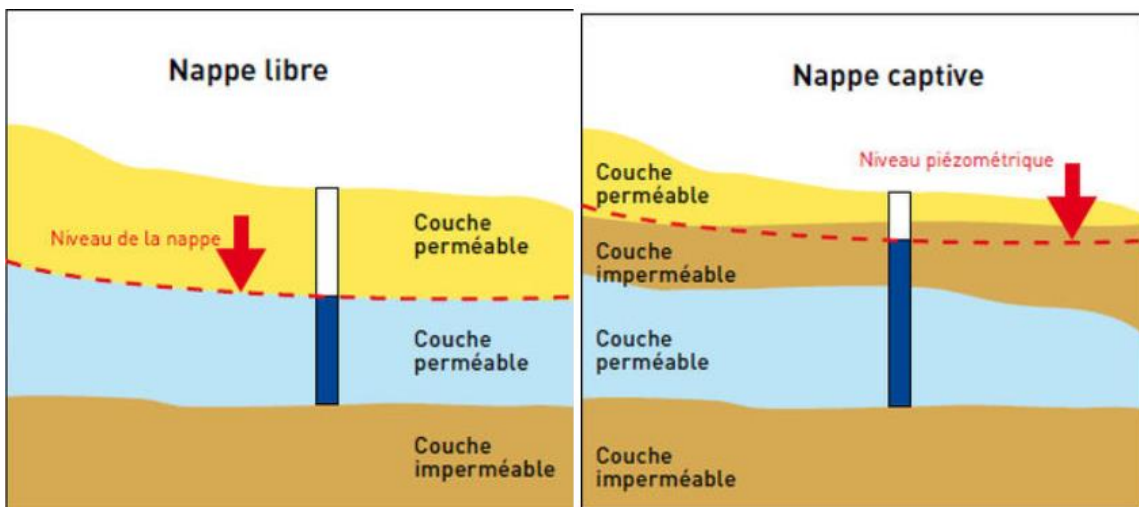 Nappe libre
Niveau de la nappe
Couche
perméable
Couche
perméable
Couche
imperméable
Nappe captive
Niveau piézométrique
Couche
perméable
Couche
imperméable
Couche
perméable
Couche
imperméable